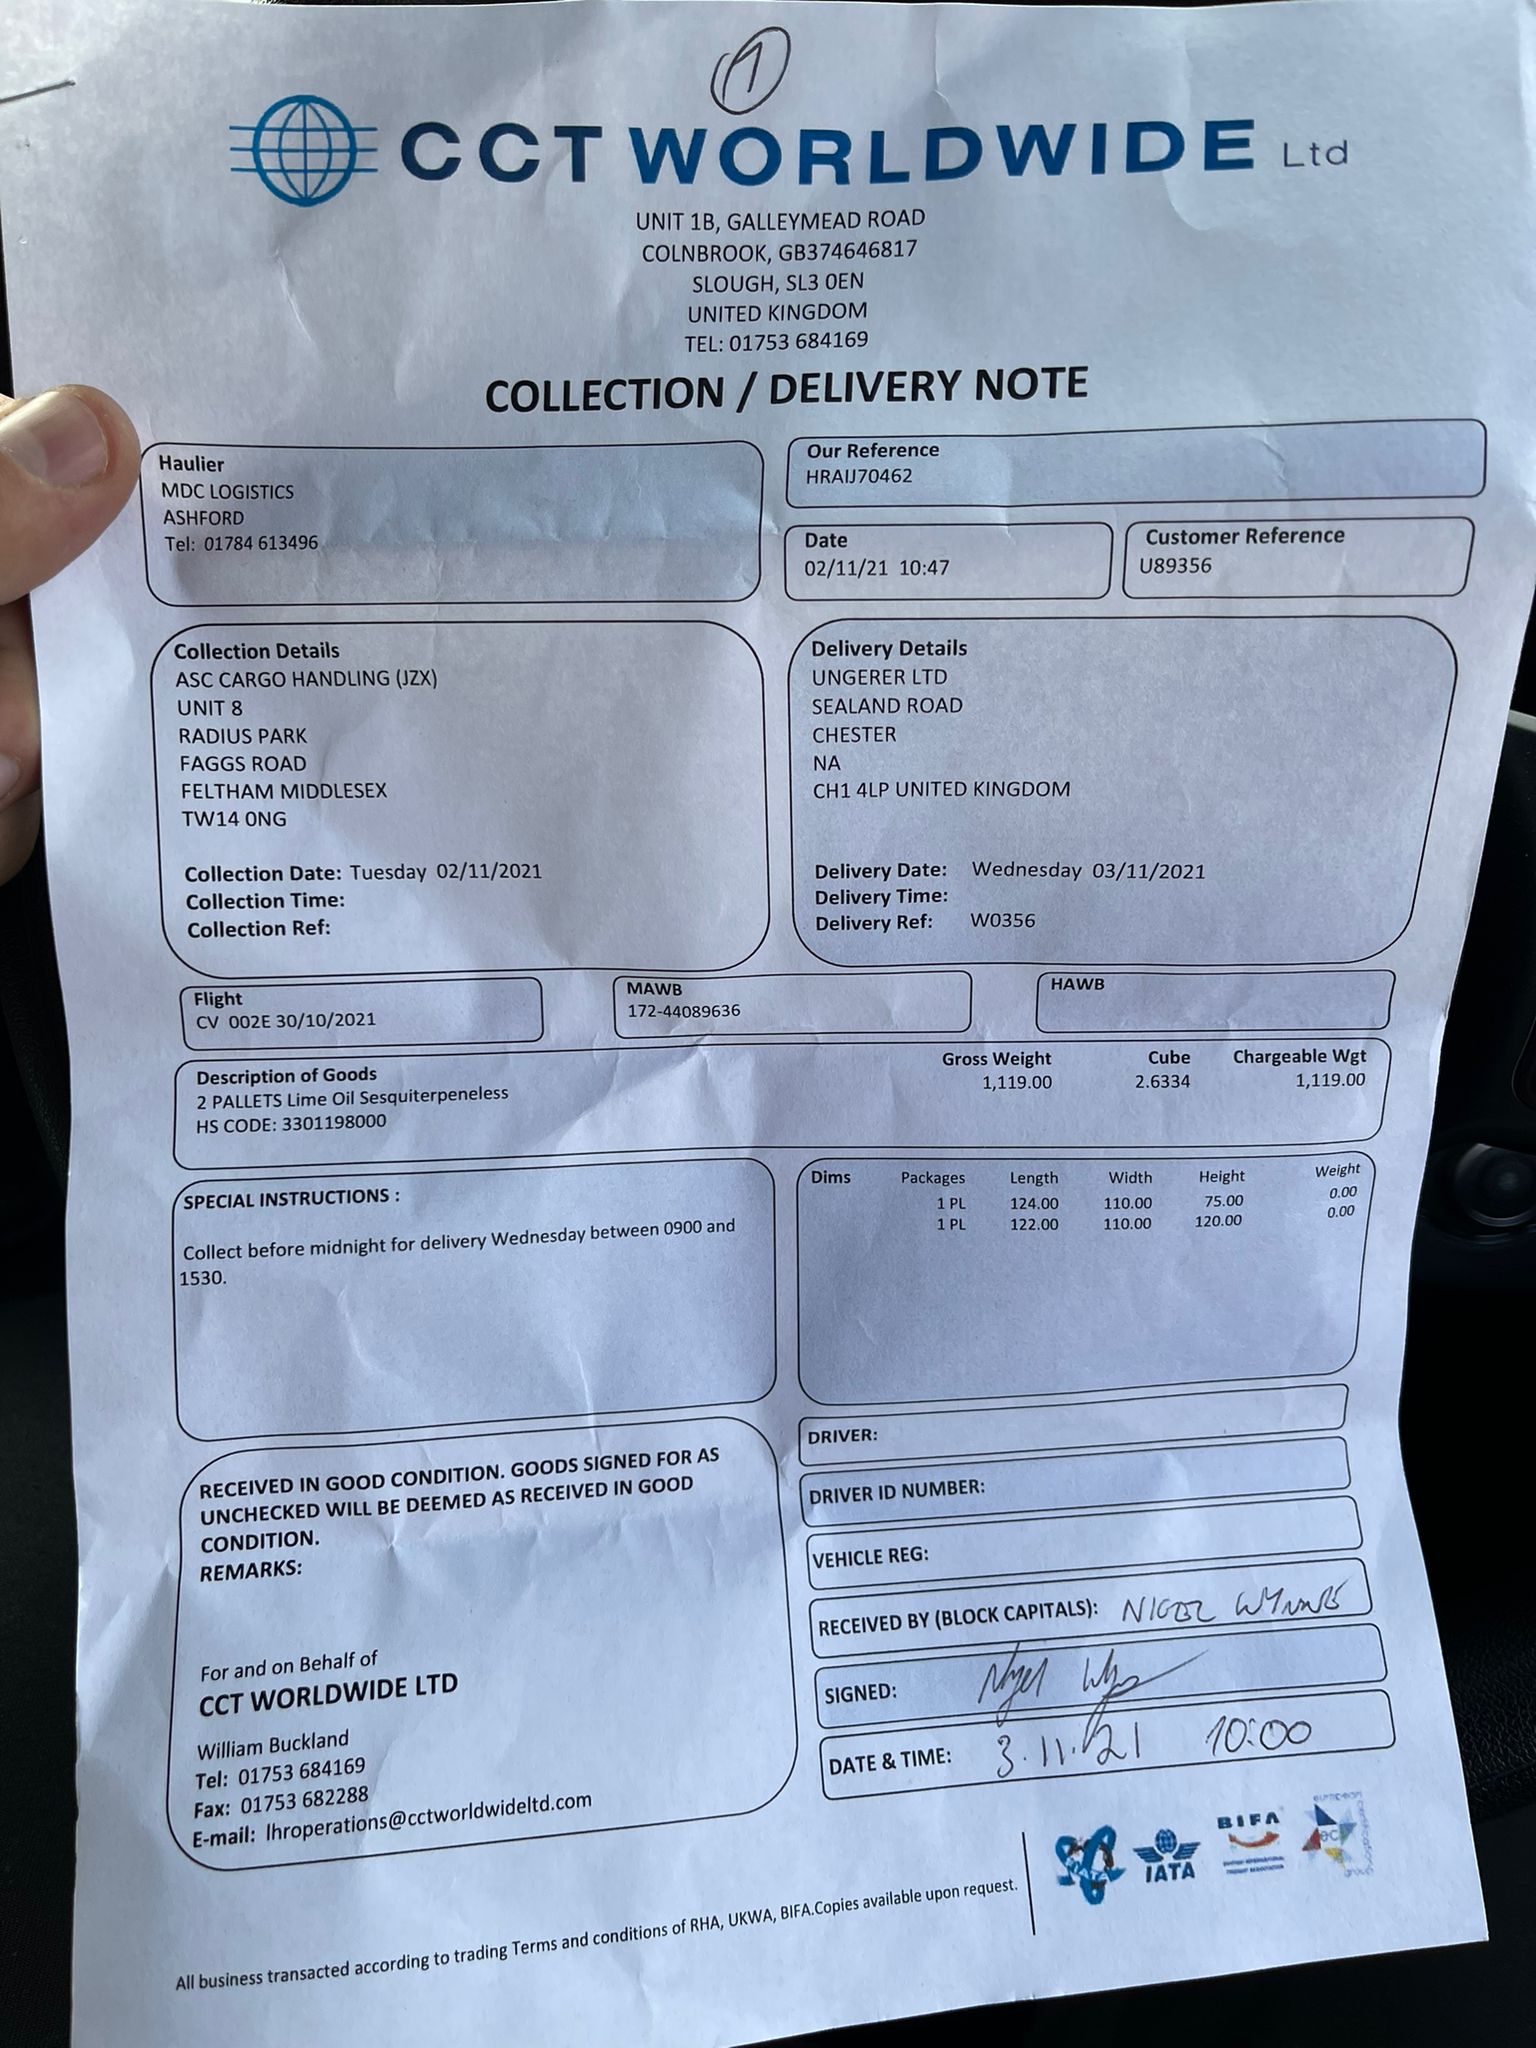 1
CCT WORLDWIDE Ltd
UNIT 1B, GALLEYMEAD ROAD
COLNBROOK, GB374646817
SLOUGH, SL3 0EN
UNITED KINGDOM
TEL: 01753 684169
COLLECTION / DELIVERY NOTE
Haulier
MDC LOGISTICS
ASHFORD
Tel: 01784 613496
Our Reference
HRAIJ70462
Date
02/11/21 10:47
Customer Reference
U89356
Collection Details
ASC CARGO HANDLING (JZX)
UNIT 8
RADIUS PARK
FAGGS ROAD
FELTHAM MIDDLESEX
TW14 0NG
Collection Date: Tuesday 02/11/2021
Collection Time:
Collection Ref:
Delivery Details
UNGERER LTD
SEALAND ROAD
CHESTER
NA
CH1 4LP UNITED KINGDOM
Delivery Date: Wednesday 03/11/2021
Delivery Time:
Delivery Ref: W0356
Flight
CV 002E 30/10/2021
MAWB
172-44089636
HAWB
Description of Goods
2 PALLETS Lime Oil Sesquiterpeneless
HS CODE: 3301198000
Gross Weight Cube Chargeable Wgt
1,119.00 2.6334 1,119.00
SPECIAL INSTRUCTIONS :
Collect before midnight for delivery Wednesday between 0900 and
1530.
Dims Packages Length Width Height Weight
1 PL 124.00 110.00 75.00 0.00
1 PL 122.00 110.00 120.00 0.00
RECEIVED IN GOOD CONDITION. GOODS SIGNED FOR AS
UNCHECKED WILL BE DEEMED AS RECEIVED IN GOOD
CONDITION.
REMARKS:
For and on Behalf of
CCT WORLDWIDE LTD
William Buckland
Tel: 01753 684169
Fax: 01753 682288
E-mail: lhroperations@cctworldwideltd.com
DRIVER:
DRIVER ID NUMBER:
VEHICLE REG:
RECEIVED BY (BLOCK CAPITALS): NIGEL WYNNE
SIGNED: Nigel
DATE & TIME: 3.11.21 10:00
IATA
BIFA
All business transacted according to trading Terms and conditions of RHA, UKWA, BIFA.Copies available upon request.